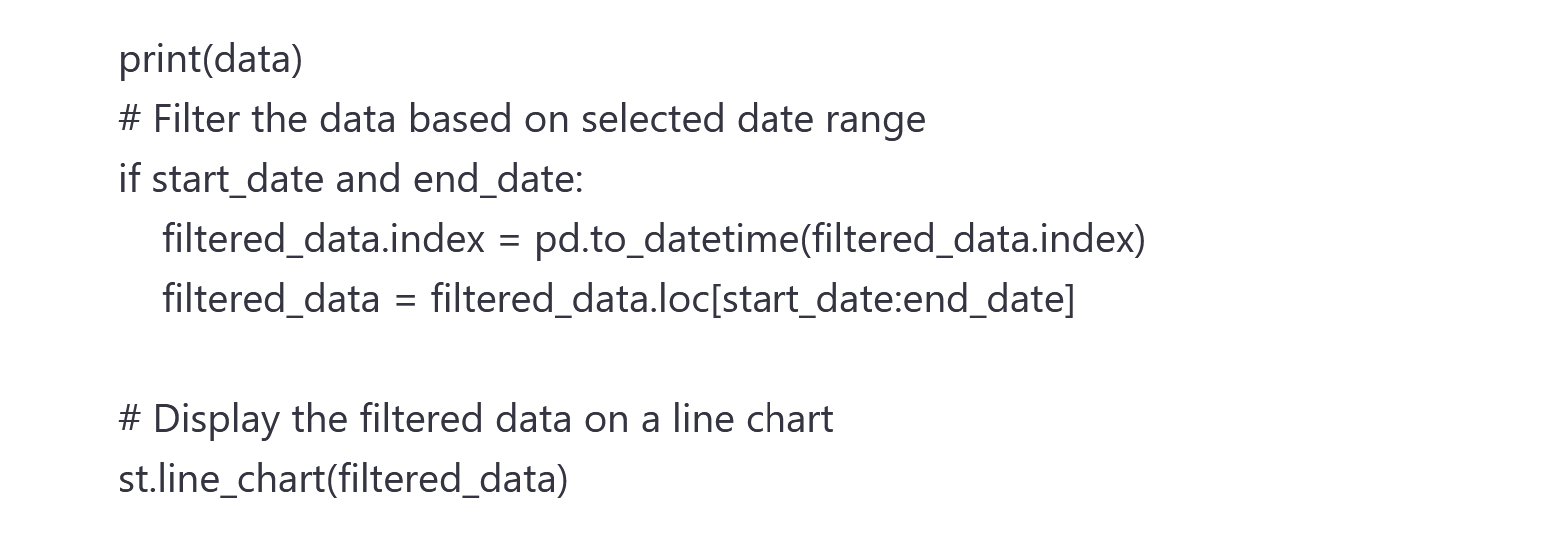 print(data)
# Filter the data based on selected date range
if start_date and end_date:
    filtered_data.index = pd.to_datetime(filtered_data.index)
    filtered_data = filtered_data.loc[start_date:end_date]

# Display the filtered data on a line chart
st.line_chart(filtered_data)